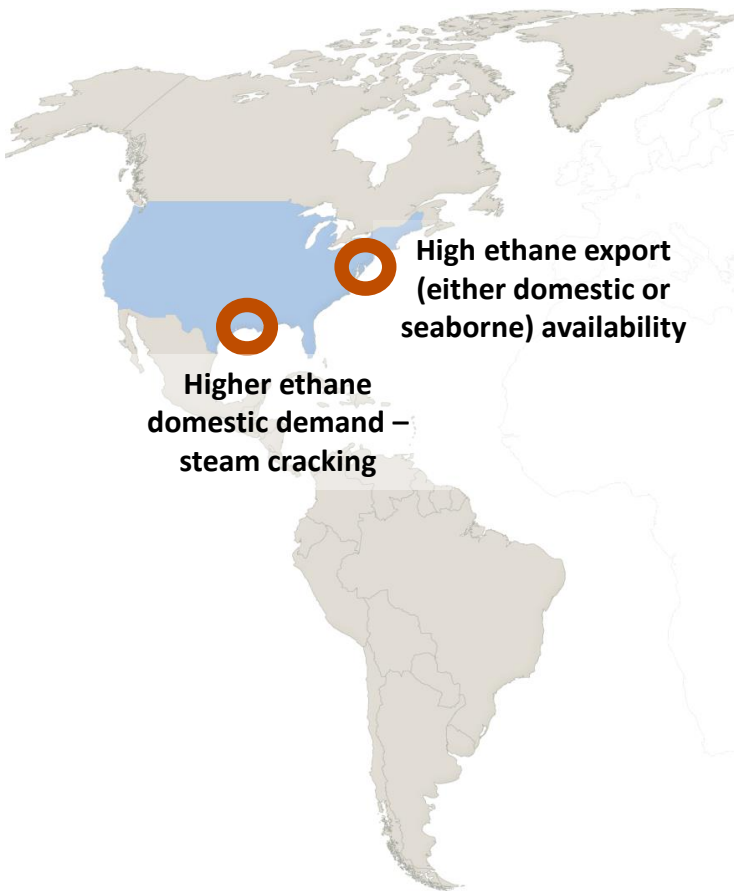 High ethane export
(either domestic or
seaborne) availability
Higher ethane
domestic demand –
steam cracking